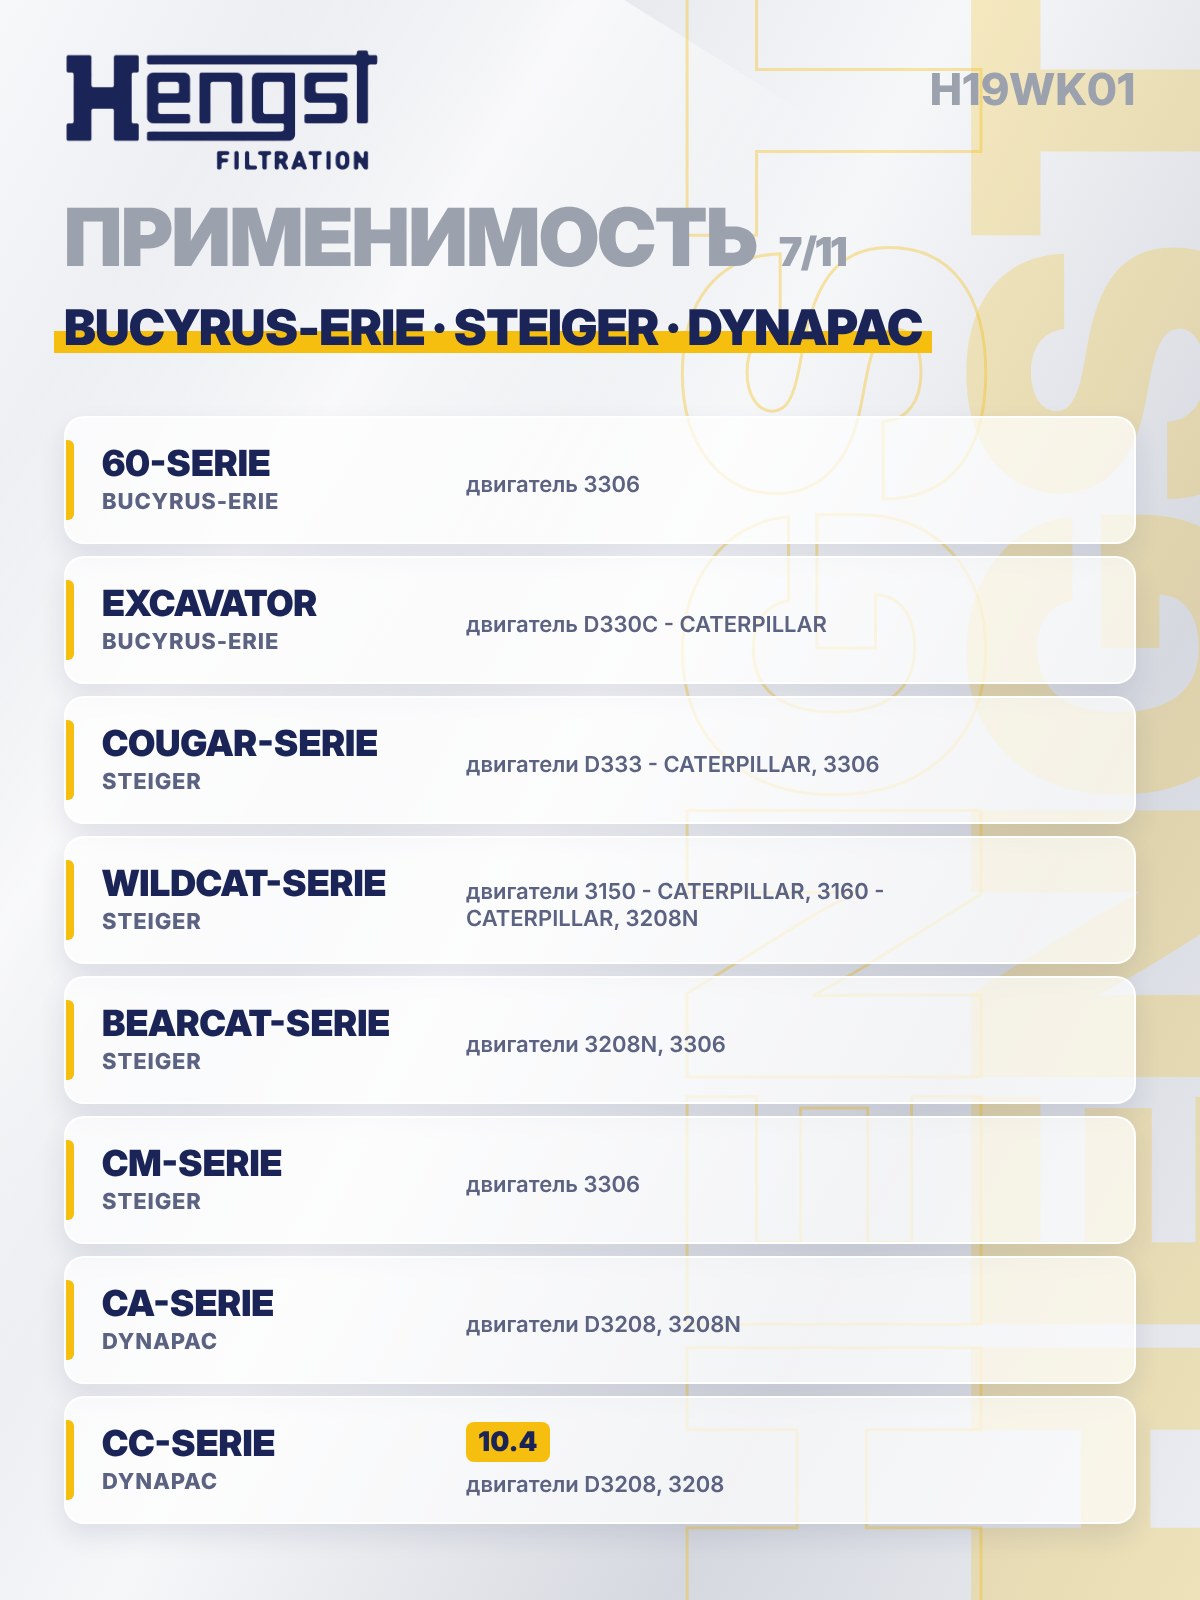 Hengst
FILTRATION
H19WK01
ПРИМЕНИМОСТЬ 7/11
BUCYRUS-ERIE · STEIGER · DYNAPAC
60-SERIE
BUCYRUS-ERIE
двигатель 3306
EXCAVATOR
BUCYRUS-ERIE
двигатель D330C - CATERPILLAR
COUGAR-SERIE
STEIGER
двигатели D333 - CATERPILLAR, 3306
WILDCAT-SERIE
STEIGER
двигатели 3150 - CATERPILLAR, 3160 -
CATERPILLAR, 3208N
BEARCAT-SERIE
STEIGER
двигатели 3208N, 3306
CM-SERIE
STEIGER
двигатель 3306
CA-SERIE
DYNAPAC
двигатели D3208, 3208N
CC-SERIE
DYNAPAC
10.4
двигатели D3208, 3208
HENGST
HENGST